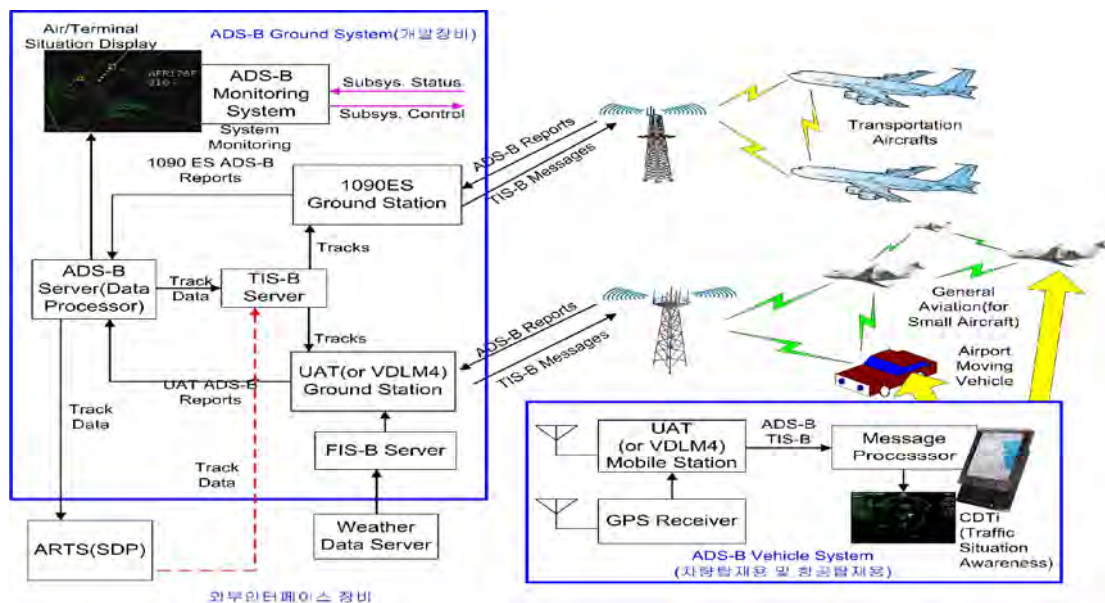 Air/Terminal
Situation Display
ADS-B Ground System(개발장비)
AFR176F
210
ADS-B
Monitoring
System
System
Monitoring
Subsys. Status
Subsys. Control
1090 ES ADS-B
Reports
1090ES
Ground Station
ADS-B Reports
TIS-B Messages
Transportation
Aircrafts
Tracks
ADS-B
Server(Data
Processor)
Track
Data
TIS-B
Server
Tracks
UAT ADS-B
Reports
UAT(or VDLM4)
Ground Station
ADS-B Reports
TIS-B Messages
General
Aviation(for
Small Aircraft)
Airport
Moving
Vehicle
Track
Data
FIS-B Server
Track
Data
Weather
Data Server
ARTS(SDP)
외부인터페이스 장비
UAT
(or VDLM4)
Mobile Station
ADS-B
TIS-B
Message
Processsor
GPS Receiver
CDTi
(Traffic
Situation
Awareness)
ADS-B Vehicle System
(차량탑재용 및 항공탑재용)